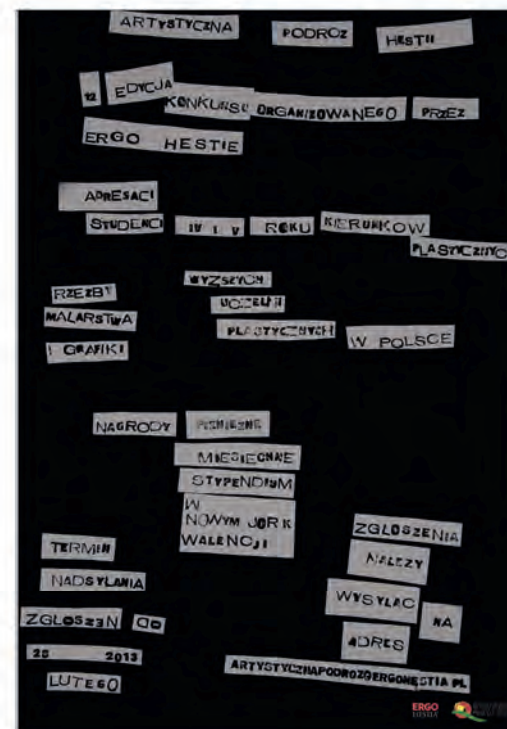 ARTYSTYCZNA PODROZ HESTII
12 EDYCJA KONKURSU ORGANIZOWANEGO PRZEZ
ERGO HESTIE
ADRESACI
STUDENCI IV I V ROKU KIERUNKOW
PLASTYCZNYC
RZEZBY
MALARSTWA
I GRAFIKI
WYZSZYCH
UCZELNI
PLASTYCZNYCH W POLSCE
NAGRODY PIENIEZNE
MIESIECZNE
STYPENDIUM
W
NOWYM JORK
WALENCJI
TERMIN
NADSYLANIA
ZGLOSZEN DO
28 2013
LUTEGO
ZGLOSZENIA
NALEZY
WYSYLAC NA
ADRES
ARTYSTYCZNAPODROZ@ERGOHESTIA.PL
ERGO
HESTIA